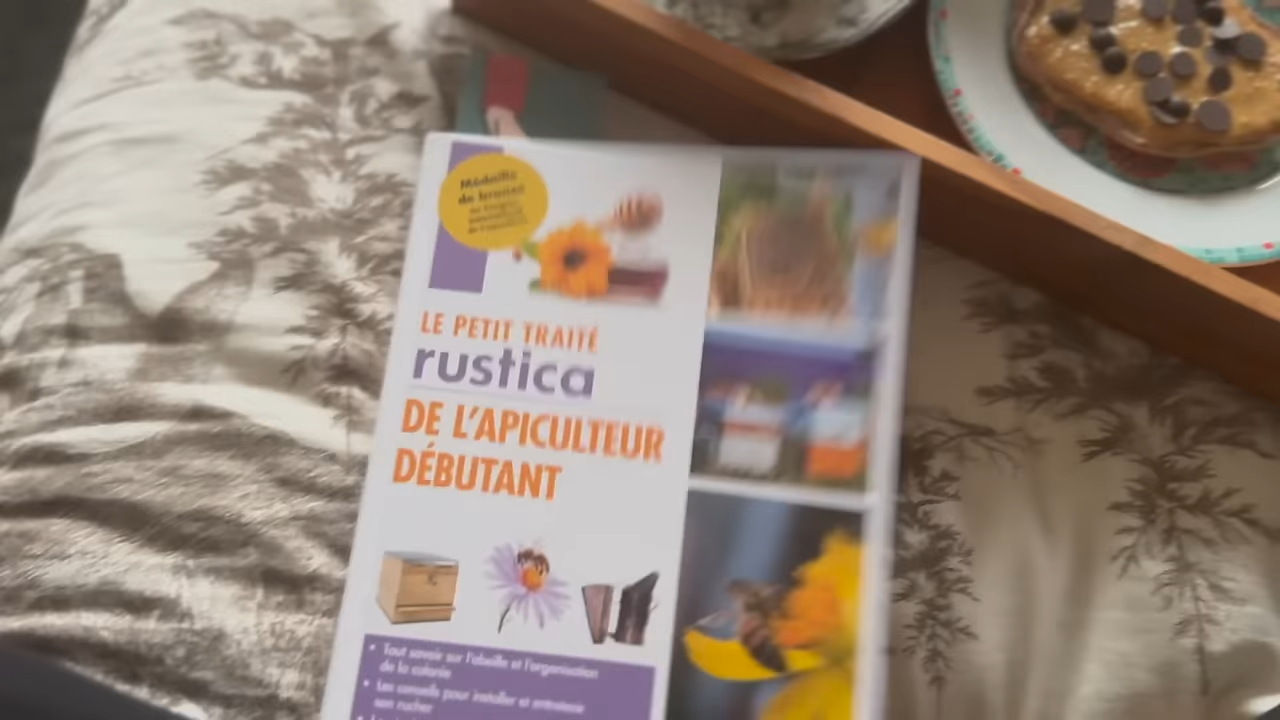 Médaille
de bronze
LE PETIT TRAITÉ
rustica
DE L'APICULTEUR
DÉBUTANT
• Tout savoir sur l'abeille et l'organisation
de la colonie
• Les conseils pour installer et entretenir
son rucher